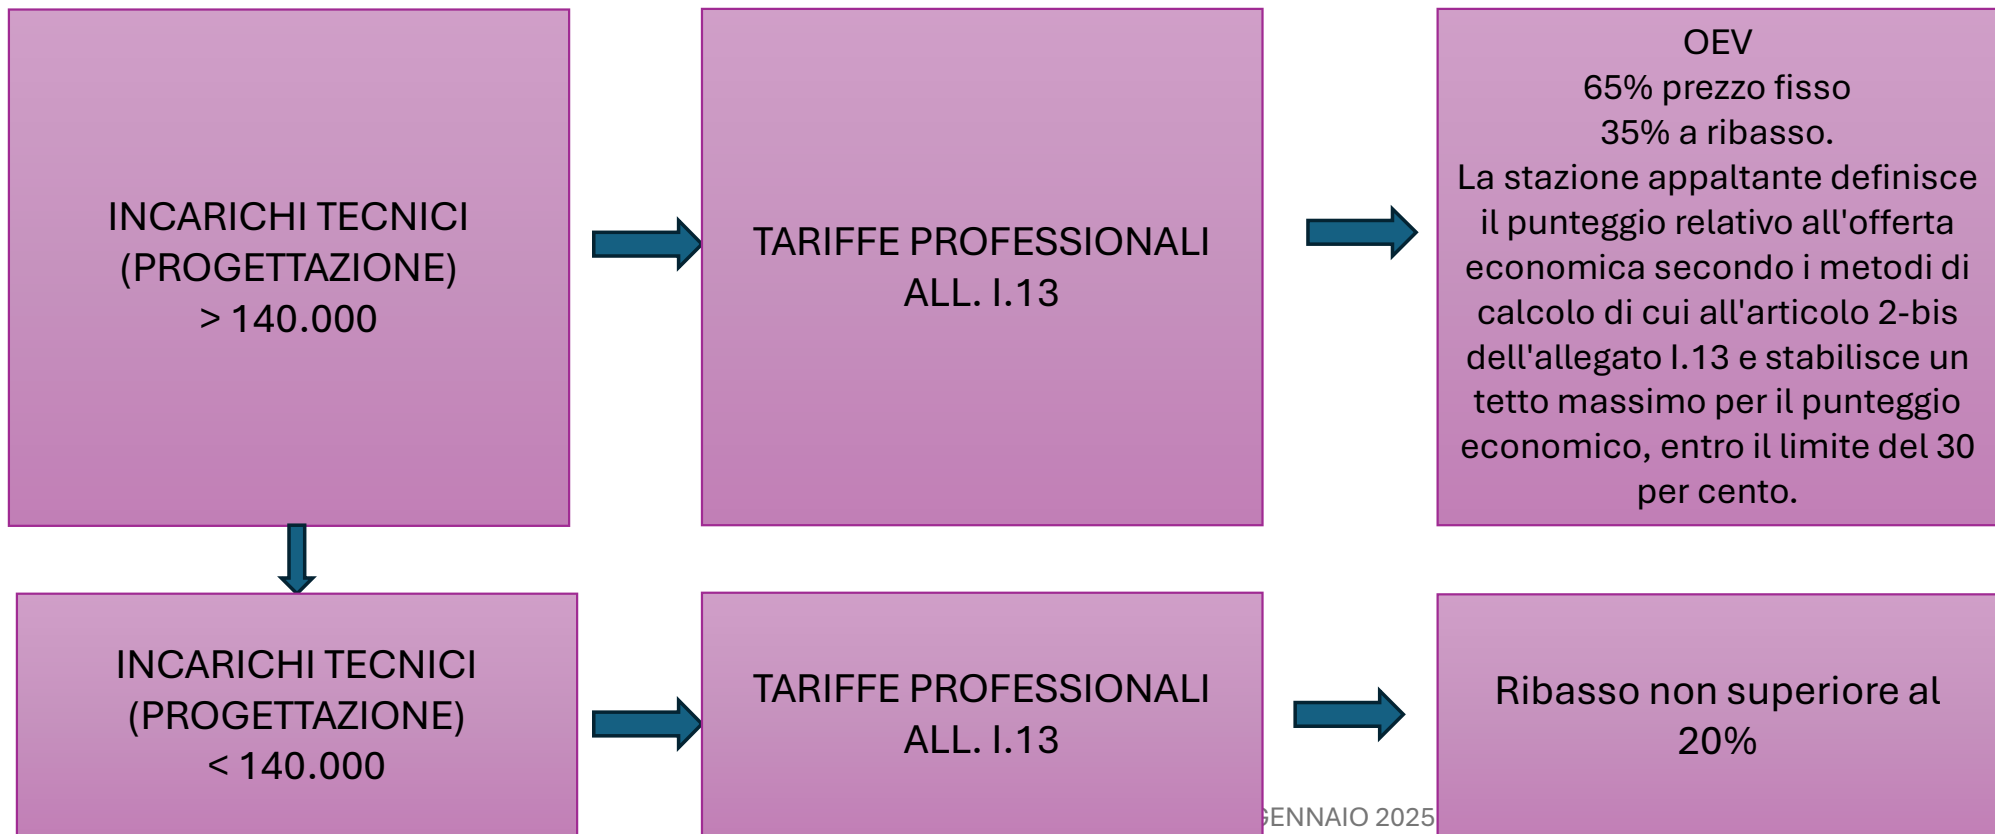 INCARICHI TECNICI
(PROGETTAZIONE)
> 140.000
TARIFFE PROFESSIONALI
ALL. I.13
OEV
65% prezzo fisso
35% a ribasso.
La stazione appaltante definisce
il punteggio relativo all'offerta
economica secondo i metodi di
calcolo di cui all'articolo 2-bis
dell'allegato I.13 e stabilisce un
tetto massimo per il punteggio
economico, entro il limite del 30
per cento.
INCARICHI TECNICI
(PROGETTAZIONE)
< 140.000
TARIFFE PROFESSIONALI
ALL. I.13
Ribasso non superiore al
20%
GENNAIO 2025